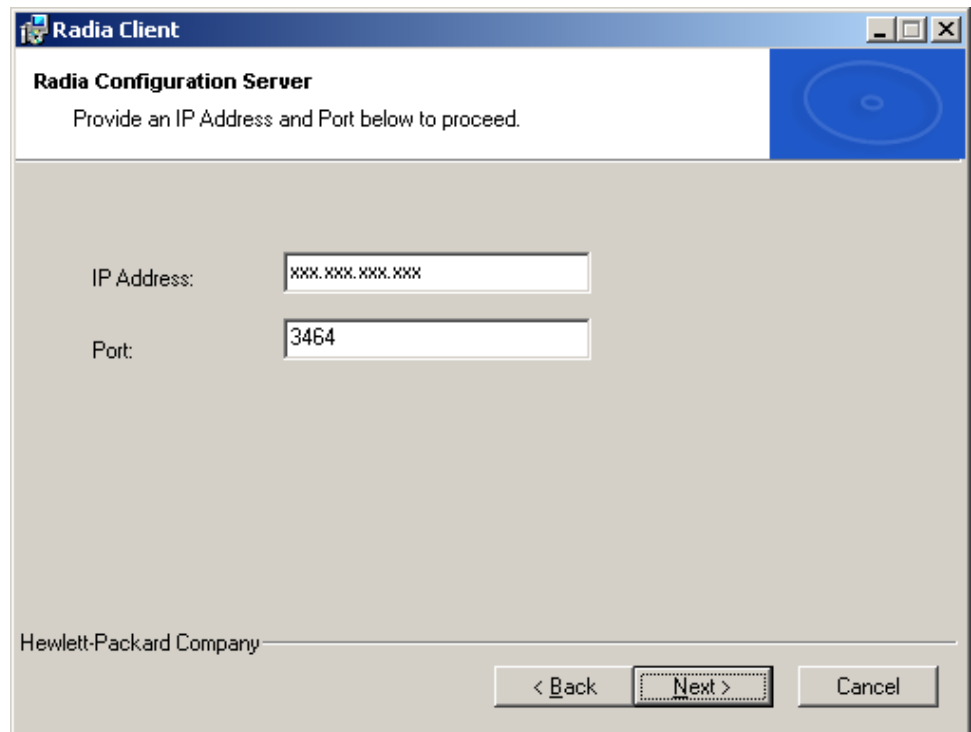 Radia Client
Radia Configuration Server
Provide an IP Address and Port below to proceed.
IP Address: xxx.xxx.xxx.xxx
Port: 3464
Hewlett-Packard Company
< Back Next > Cancel